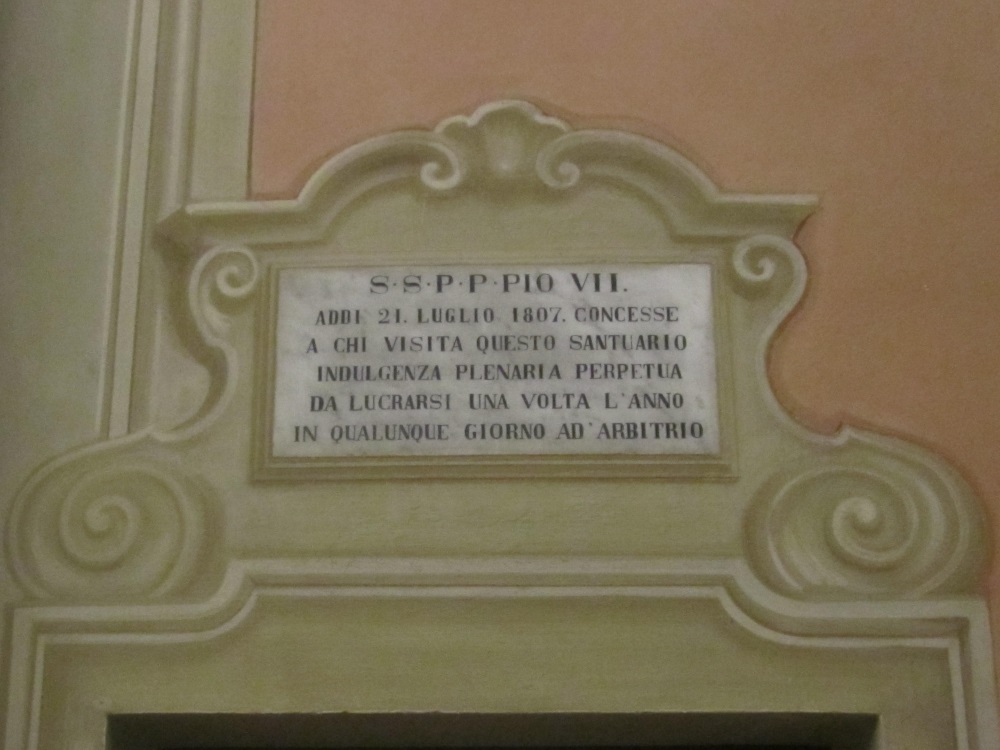 S·S·P·P·PIO VII.
ADDI 21. LUGLIO 1807. CONCESSE
A CHI VISITA QUESTO SANTUARIO
INDULGENZA PLENARIA PERPETUA
DA LUCRARSI UNA VOLTA L'ANNO
IN QUALUNQUE GIORNO AD'ARBITRIO